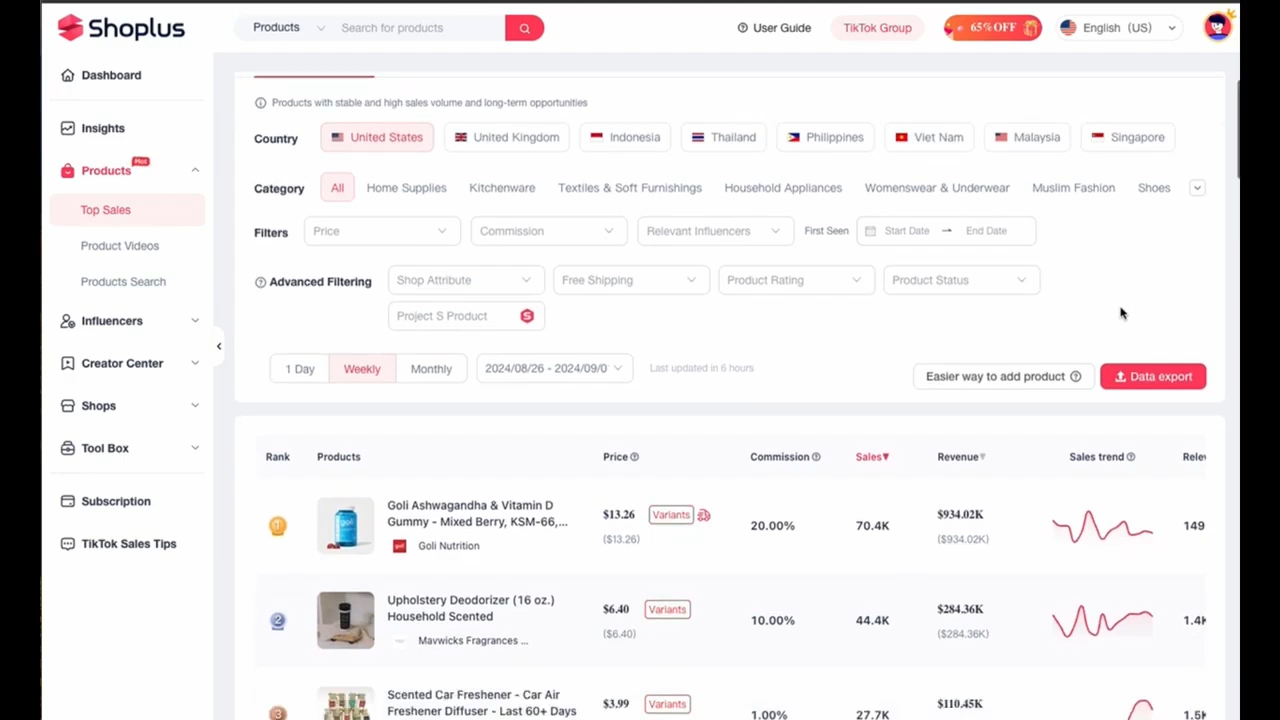 Shoplus
Products
Search for products
User Guide
TikTok Group
65%OFF
English (US)
Dashboard
Insights
Products
Hot
Top Sales
Product Videos
Products Search
Influencers
Creator Center
Shops
Tool Box
Subscription
TikTok Sales Tips
Products with stable and high sales volume and long-term opportunities
Country United States United Kingdom Indonesia Thailand Philippines Viet Nam Malaysia Singapore
Category All Home Supplies Kitchenware Textiles & Soft Furnishings Household Appliances Womenswear & Underwear Muslim Fashion Shoes
Filters Price Commission Relevant Influencers First Seen Start Date End Date
Advanced Filtering Shop Attribute Free Shipping Product Rating Product Status
Project S Product
1 Day Weekly Monthly 2024/08/26 - 2024/09/0 Last updated in 6 hours
Easier way to add product Data export
Rank Products Price Commission Sales Revenue Sales trend Relev
1
Goli Ashwagandha & Vitamin D
Gummy - Mixed Berry, KSM-66,...
Goli Nutrition
$13.26 Variants
($13.26)
20.00%
70.4K
$934.02K
($934.02K)
149
2
Upholstery Deodorizer (16 oz.)
Household Scented
Mavwicks Fragrances ...
$6.40 Variants
($6.40)
10.00%
44.4K
$284.36K
($284.36K)
1.4K
3
Scented Car Freshener - Car Air
Freshener Diffuser - Last 60+ Days
$3.99 Variants
1.00%
27.7K
$110.45K
1.5K